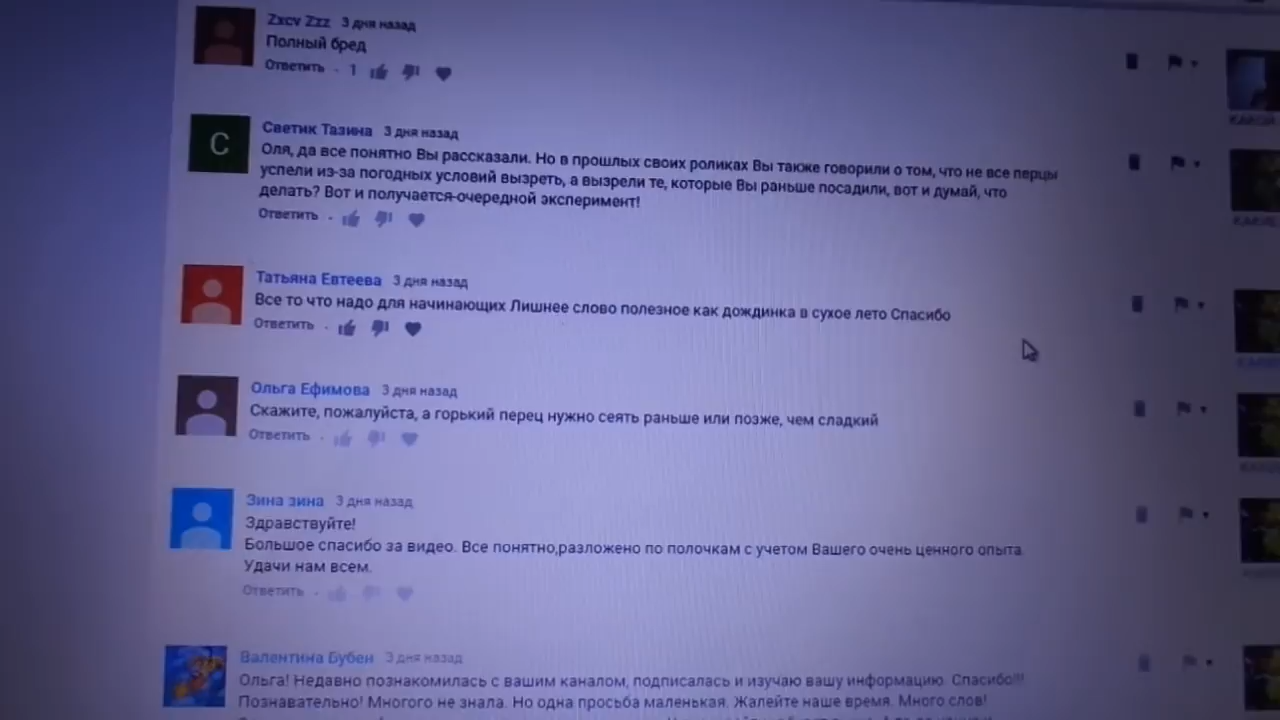 Zxcv Zzz 3 дня назад
Полный бред
Ответить · 1
С
Светик Тазина 3 дня назад
Оля, да все понятно Вы рассказали. Но в прошлых своих роликах Вы также говорили о том, что не все перцы
успели из-за погодных условий вызреть, а вызрели те, которые Вы раньше посадили, вот и думай, что
делать? Вот и получается-очередной эксперимент!
Ответить ·
Татьяна Евтеева 3 дня назад
Все то что надо для начинающих Лишнее слово полезное как дождинка в сухое лето Спасибо
Ответить ·
Ольга Ефимова 3 дня назад
Скажите, пожалуйста, а горький перец нужно сеять раньше или позже, чем сладкий
Ответить ·
Зина зина 3 дня назад
Здравствуйте!
Большое спасибо за видео. Все понятно,разложено по полочкам с учетом Вашего очень ценного опыта.
Удачи нам всем.
Ответить ·
Валентина Бубен 3 дня назад
Ольга! Недавно познакомилась с вашим каналом, подписалась и изучаю вашу информацию. Спасибо!!!
Познавательно! Многого не знала. Но одна просьба маленькая. Жалейте наше время. Много слов!